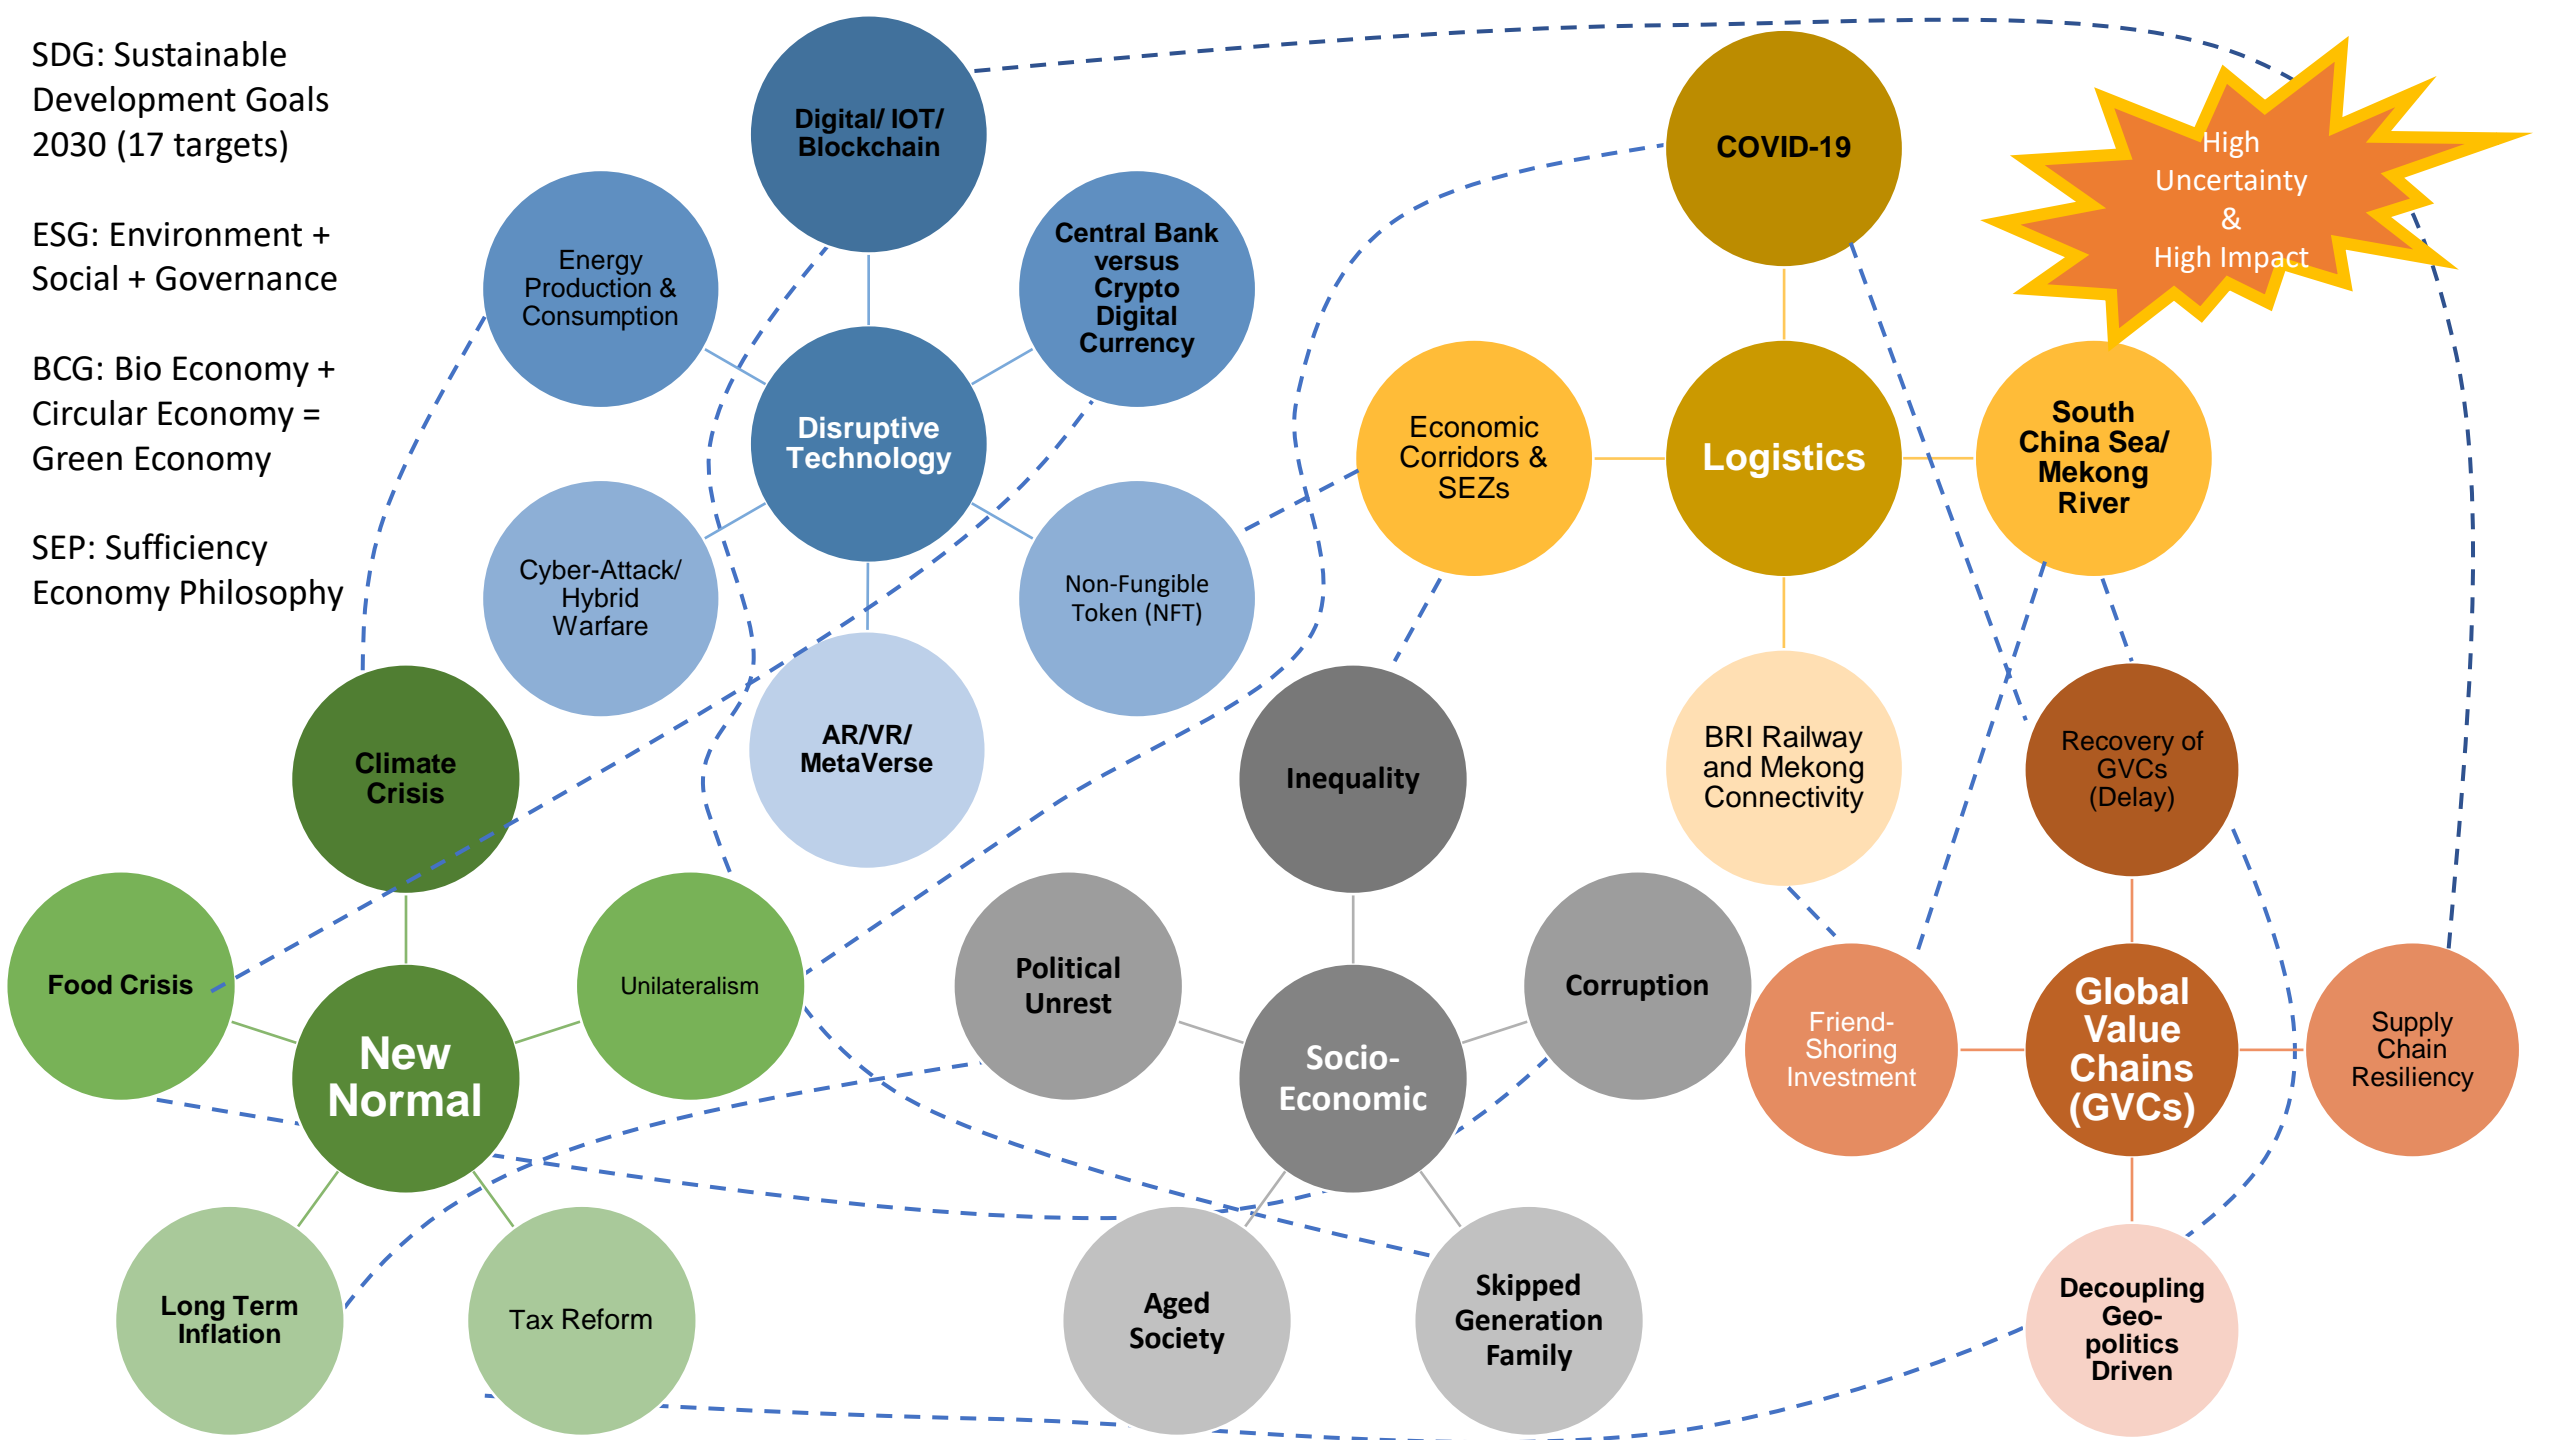 SDG: Sustainable
Development Goals
2030 (17 targets)
ESG: Environment +
Social + Governance
BCG: Bio Economy +
Circular Economy =
Green Economy
SEP: Sufficiency
Economy Philosophy
Digital/ IOT/
Blockchain
Energy
Production &
Consumption
Central Bank
versus
Crypto
Digital
Currency
Disruptive
Technology
Cyber-Attack/
Hybrid
Warfare
Non-Fungible
Token (NFT)
AR/VR/
MetaVerse
COVID-19
High
Uncertainty
&
High Impact
Economic
Corridors &
SEZs
Logistics
South
China Sea/
Mekong
River
BRI Railway
and Mekong
Connectivity
Climate
Crisis
Food Crisis
Unilateralism
New
Normal
Long Term
Inflation
Tax Reform
Inequality
Political
Unrest
Corruption
Socio-
Economic
Aged
Society
Skipped
Generation
Family
Recovery of
GVCs
(Delay)
Friend-
Shoring
Investment
Global
Value
Chains
(GVCs)
Supply
Chain
Resiliency
Decoupling
Geo-
politics
Driven